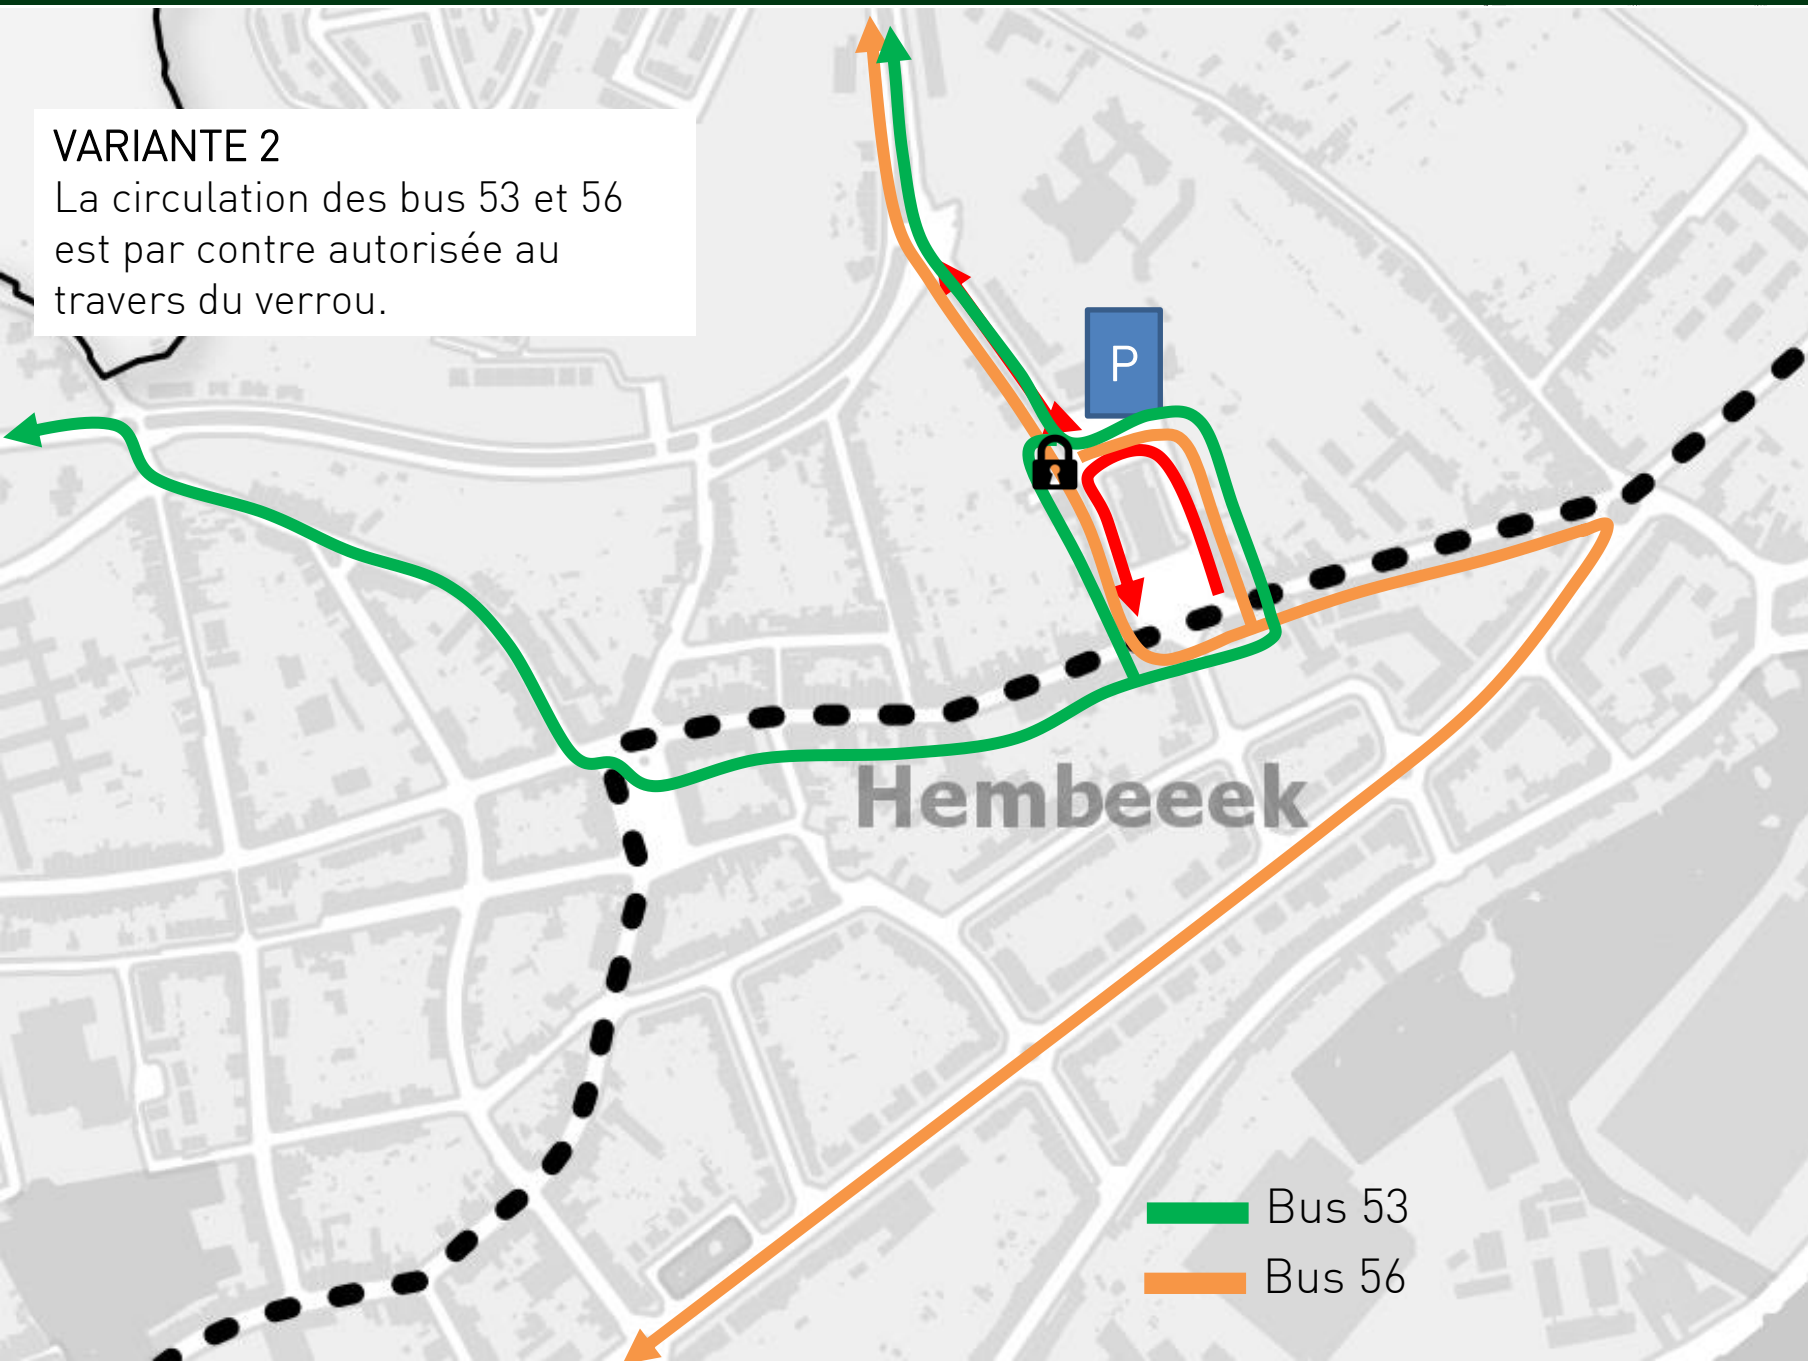 VARIANTE 2
La circulation des bus 53 et 56
est par contre autorisée au
travers du verrou.
P
Hembeeek
Bus 53
Bus 56